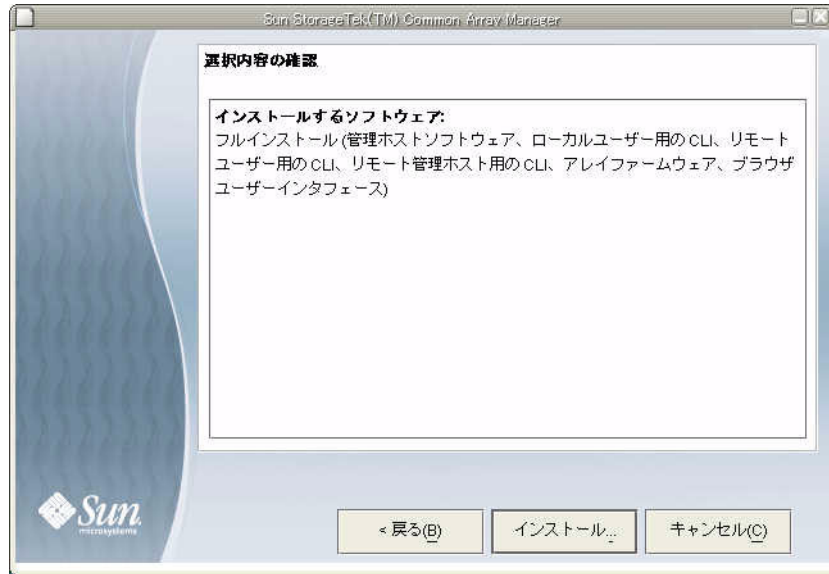 Sun StorageTek(TM) Common Array Manager
選択内容の確認
インストールするソフトウェア:
フルインストール (管理ホストソフトウェア、ローカルユーザー用の CLI、リモート
ユーザー用の CLI、リモート管理ホスト用の CLI、アレイファームウェア、ブラウザ
ユーザーインタフェース)
Sun
microsystems
< 戻る(B)
インストール...
キャンセル(C)